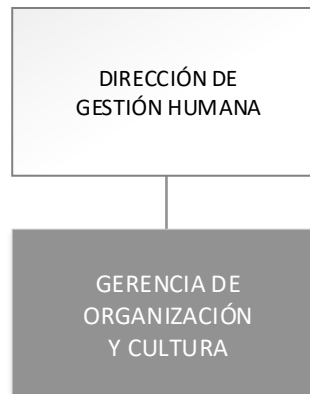 DIRECCIÓN DE
GESTIÓN HUMANA
GERENCIA DE
ORGANIZACIÓN
Y CULTURA